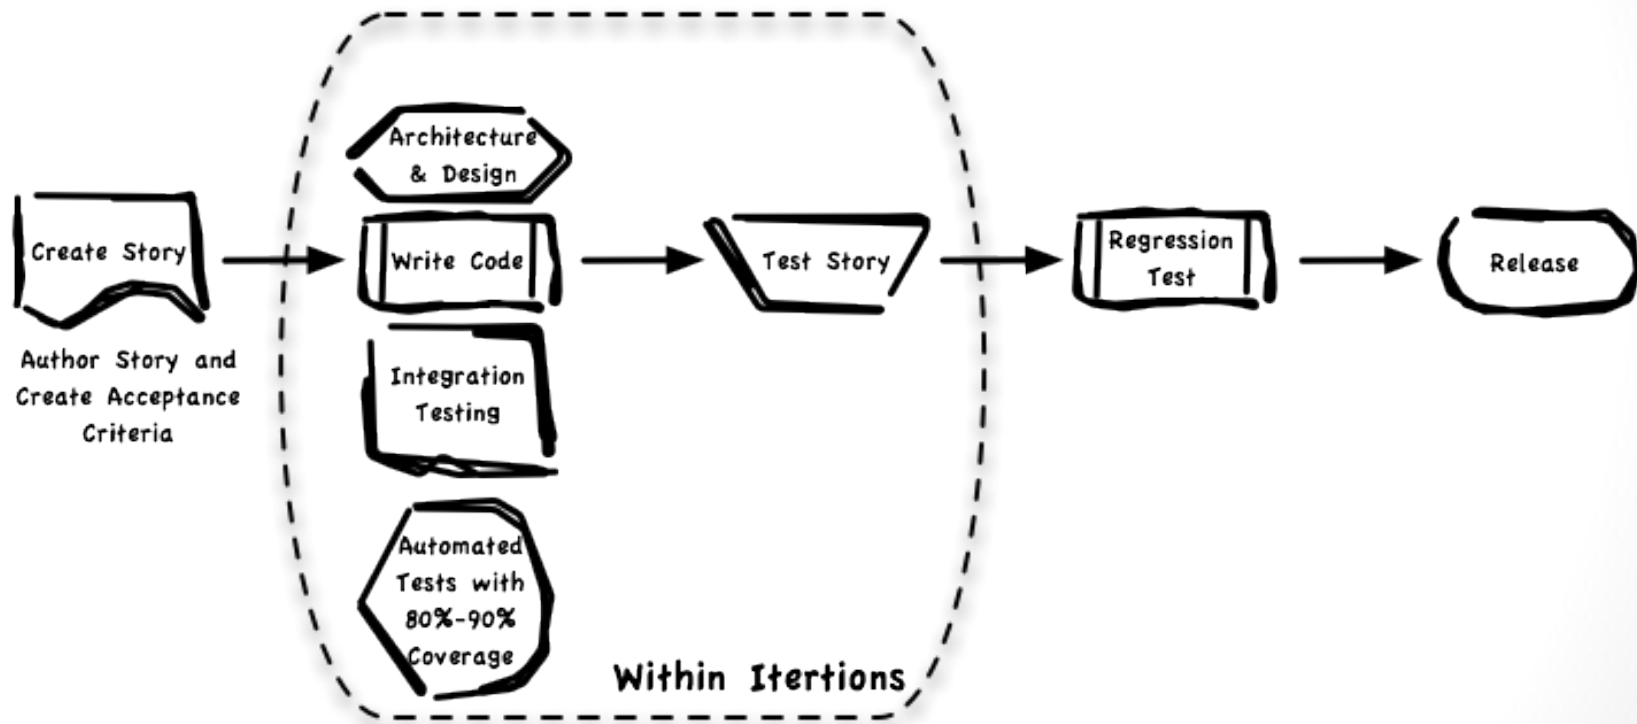 Create Story
Author Story and
Create Acceptance
Criteria
Architecture
& Design
Write Code
Integration
Testing
Automated
Tests with
80%-90%
Coverage
Test Story
Within Itertions
Regression
Test
Release